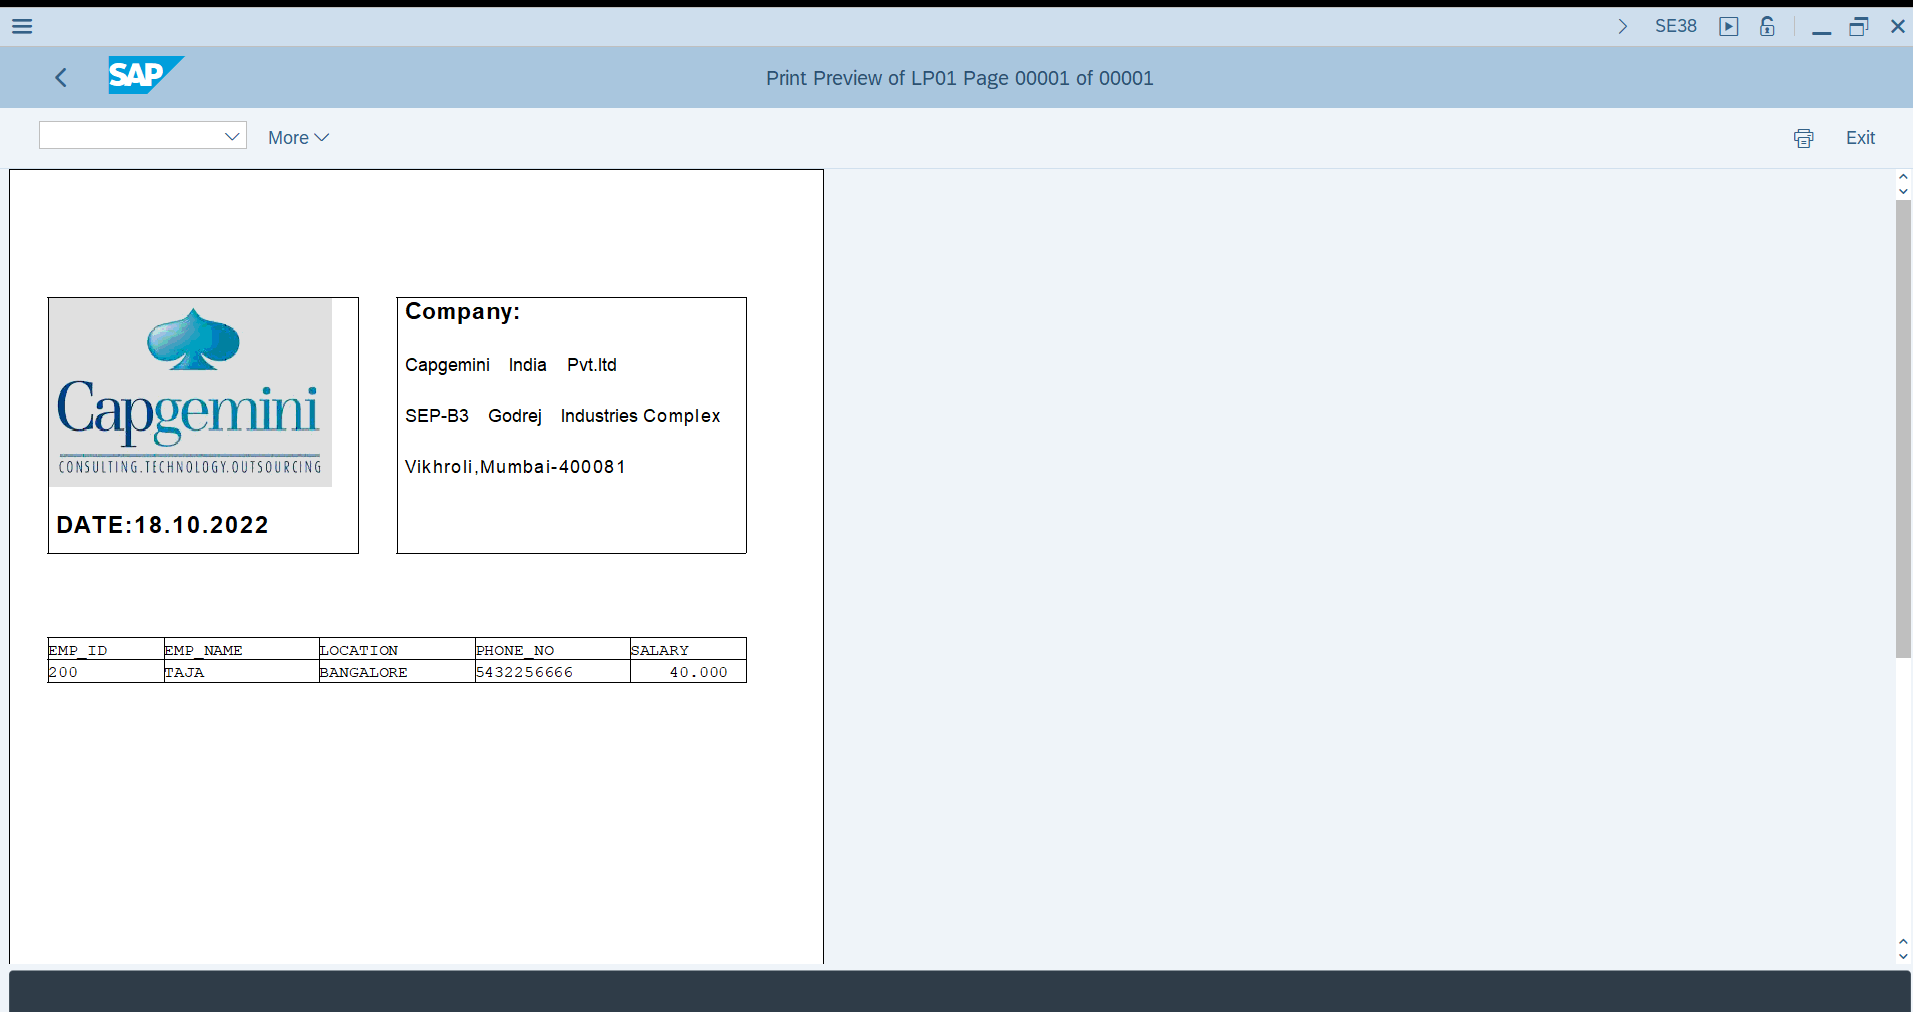 SE38
SAP
Print Preview of LP01 Page 00001 of 00001
More
Exit
Capgemini
CONSULTING.TECHNOLOGY.OUTSOURCING
DATE:18.10.2022
Company:
Capgemini India Pvt.ltd
SEP-B3 Godrej Industries Complex
Vikhroli,Mumbai-400081
EMP_ID EMP_NAME LOCATION PHONE_NO SALARY
200 TAJA BANGALORE 5432256666 40.000